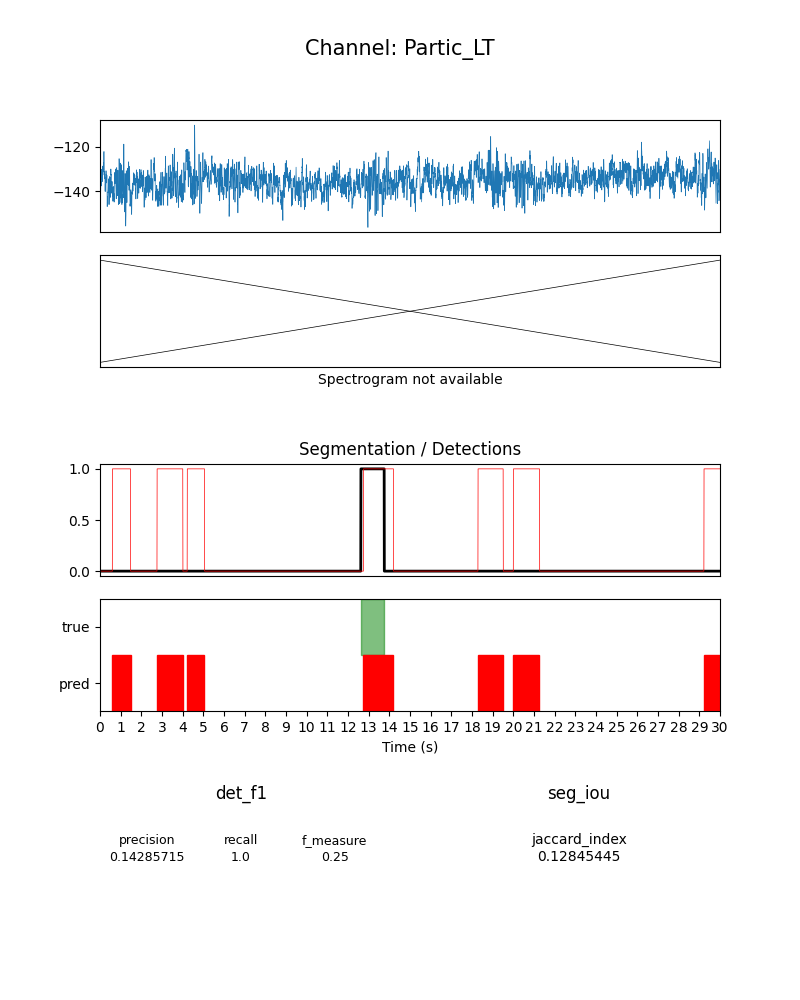 Channel: Partic_LT
−120
−140
Spectrogram not available
Segmentation / Detections
1.0
0.5
0.0
true
pred
0 1 2 3 4 5 6 7 8 9 10 11 12 13 14 15 16 17 18 19 20 21 22 23 24 25 26 27 28 29 30
Time (s)
det_f1 seg_iou
precision recall f_measure jaccard_index
0.14285715 1.0 0.25 0.12845445